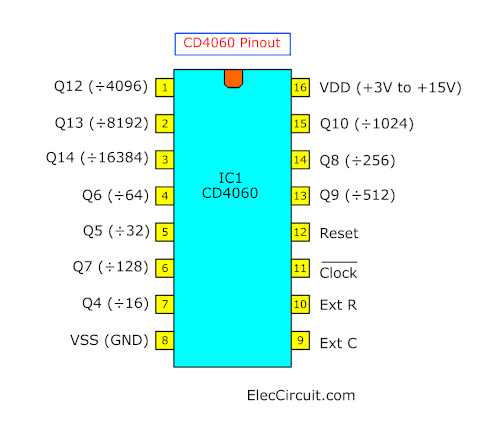 CD4060 Pinout
Q12 (÷4096) 1
Q13 (÷8192) 2
Q14 (÷16384) 3
Q6 (÷64) 4
Q5 (÷32) 5
Q7 (÷128) 6
Q4 (÷16) 7
VSS (GND) 8
IC1
CD4060
16 VDD (+3V to +15V)
15 Q10 (÷1024)
14 Q8 (÷256)
13 Q9 (÷512)
12 Reset
11 Clock
10 Ext R
9 Ext C
ElecCircuit.com